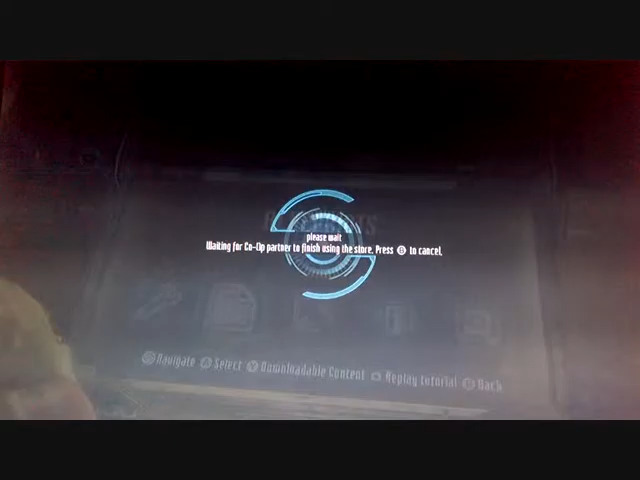 please wait
Waiting for Co-Op partner to finish using the store. Press B to cancel.
Navigate Select Y Downloadable Content Replay tutorial Back